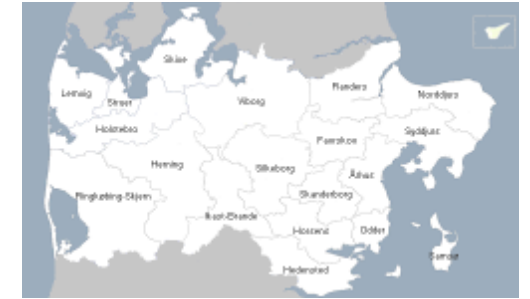 Skive
Lemvig
Struer
Viborg
Randers
Norddjurs
Holstebro
Syddjurs
Favrskov
Herning
Silkeborg
Århus
Ringkøbing-Skjern
Skanderborg
Ikast-Brande
Horsens
Odder
Samsø
Hedensted